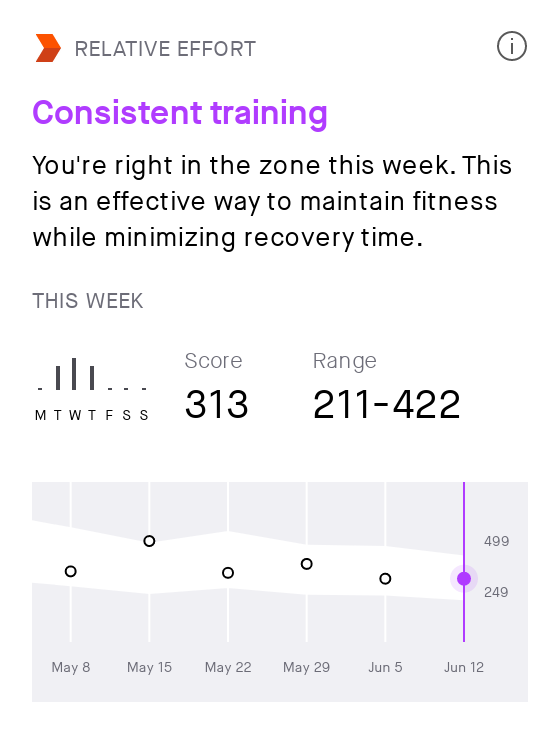 RELATIVE EFFORT
Consistent training
You're right in the zone this week. This
is an effective way to maintain fitness
while minimizing recovery time.
THIS WEEK
Score Range
313 211-422
M T W T F S S
499
249
May 8 May 15 May 22 May 29 Jun 5 Jun 12